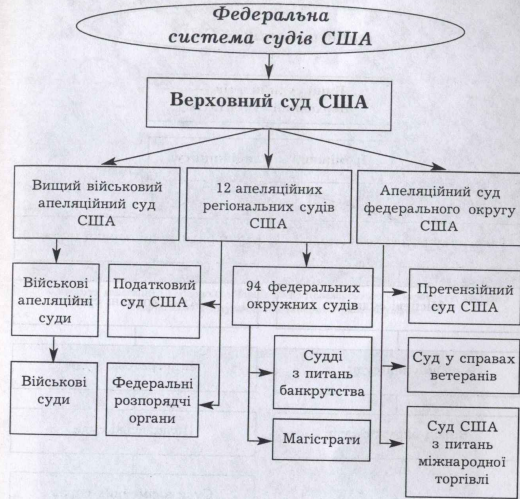 Федеральна
система судів США
Верховний суд США
Вищий військовий
апеляційний суд
США
12 апеляційних
регіональних судів
США
Апеляційний суд
федерального округу
США
Військові
апеляційні
суди
Податковий
суд США
94 федеральних
окружних судів
Претензійний
суд США
Військові
суди
Федеральні
розпорядчі
органи
Судді
з питань
банкрутства
Суд у справах
ветеранів
Магістрати
Суд США
з питань
міжнародної
торгівлі